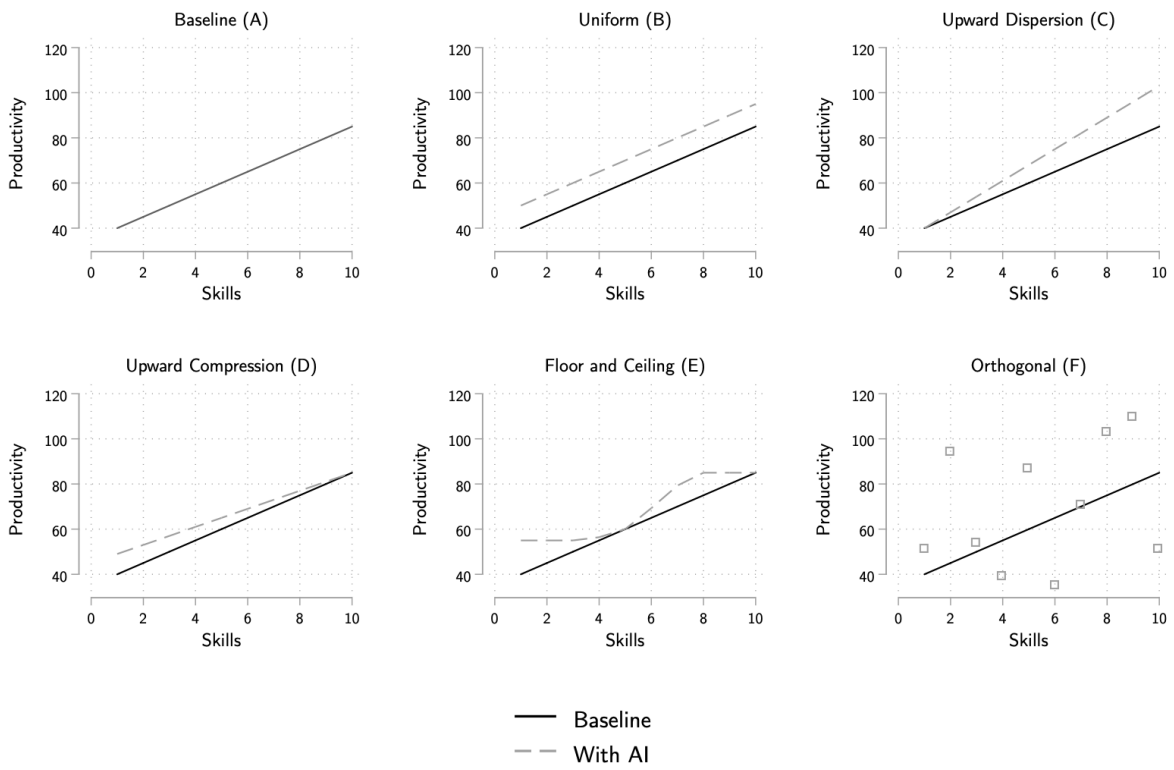 Baseline (A)
Productivity
120
100
80
60
40
0 2 4 6 8 10
Skills
Uniform (B)
Productivity
120
100
80
60
40
0 2 4 6 8 10
Skills
Upward Dispersion (C)
Productivity
120
100
80
60
40
0 2 4 6 8 10
Skills
Upward Compression (D)
Productivity
120
100
80
60
40
0 2 4 6 8 10
Skills
Floor and Ceiling (E)
Productivity
120
100
80
60
40
0 2 4 6 8 10
Skills
Orthogonal (F)
Productivity
120
100
80
60
40
0 2 4 6 8 10
Skills
Baseline
With AI